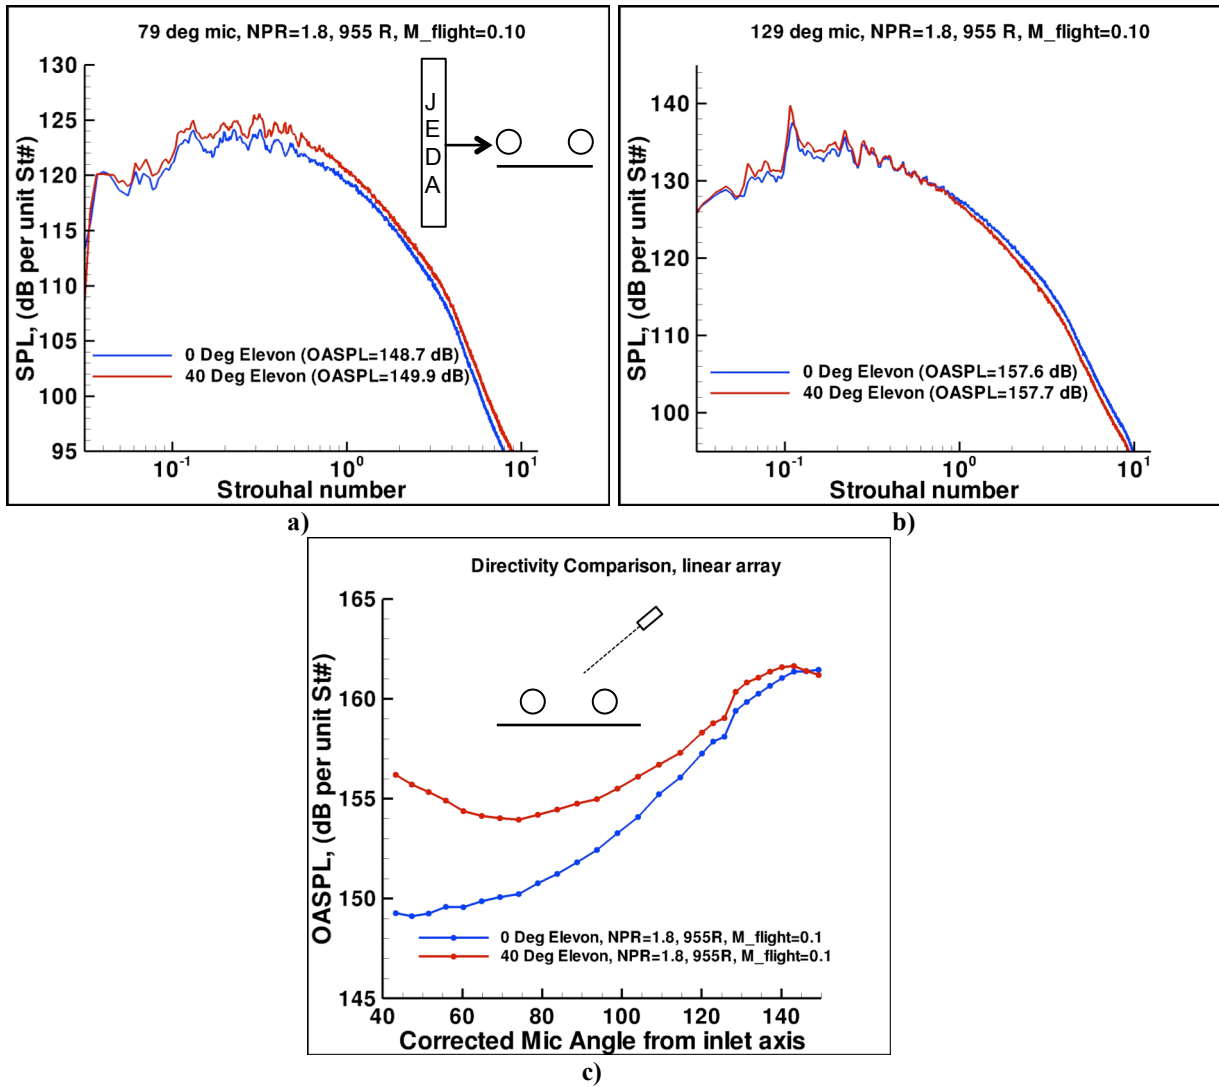 79 deg mic, NPR=1.8, 955 R, M_flight=0.10
SPL, (dB per unit St#)
130
125
120
115
110
105
100
95
J
E
D
A
0 Deg Elevon (OASPL=148.7 dB)
40 Deg Elevon (OASPL=149.9 dB)
10-1
100
101
Strouhal number
a)
129 deg mic, NPR=1.8, 955 R, M_flight=0.10
SPL, (dB per unit St#)
140
130
120
110
100
0 Deg Elevon (OASPL=157.6 dB)
40 Deg Elevon (OASPL=157.7 dB)
10-1
100
101
Strouhal number
b)
Directivity Comparison, linear array
OASPL, (dB per unit St#)
165
160
155
150
145
0 Deg Elevon, NPR=1.8, 955R, M_flight=0.1
40 Deg Elevon, NPR=1.8, 955R, M_flight=0.1
40 60 80 100 120 140
Corrected Mic Angle from inlet axis
c)